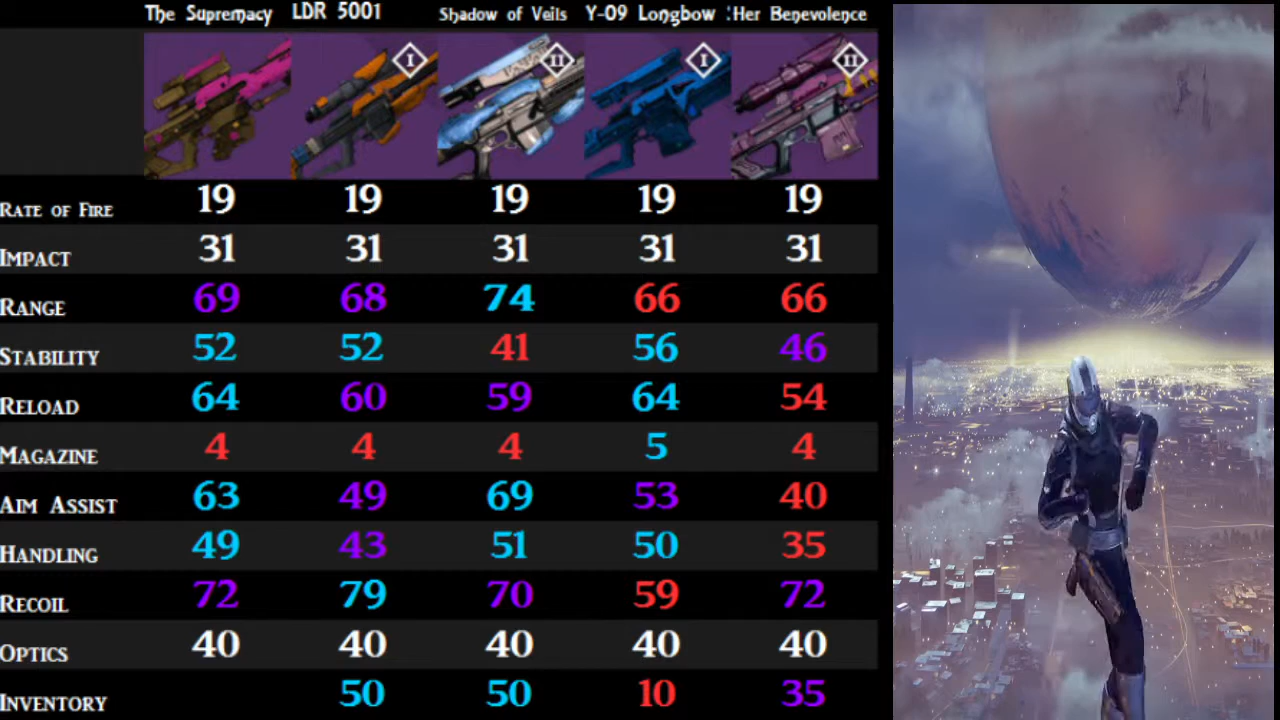 The Supremacy LDR 5001 Shadow of Veils Y-09 Longbow : Her Benevolence
I II I II
Rate of Fire 19 19 19 19 19
Impact 31 31 31 31 31
Range 69 68 74 66 66
Stability 52 52 41 56 46
Reload 64 60 59 64 54
Magazine 4 4 4 5 4
Aim Assist 63 49 69 53 40
Handling 49 43 51 50 35
Recoil 72 79 70 59 72
Optics 40 40 40 40 40
Inventory 50 50 10 35